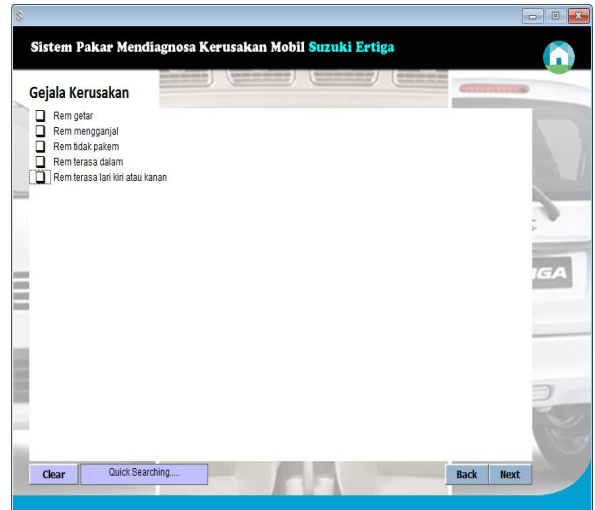 Sistem Pakar Mendiagnosa Kerusakan Mobil Suzuki Ertiga
Gejala Kerusakan
Rem getar
Rem mengganjal
Rem tidak pakem
Rem terasa dalam
Rem terasa lari kiri atau kanan
IGA
Clear
Quick Searching.....
Back
Next